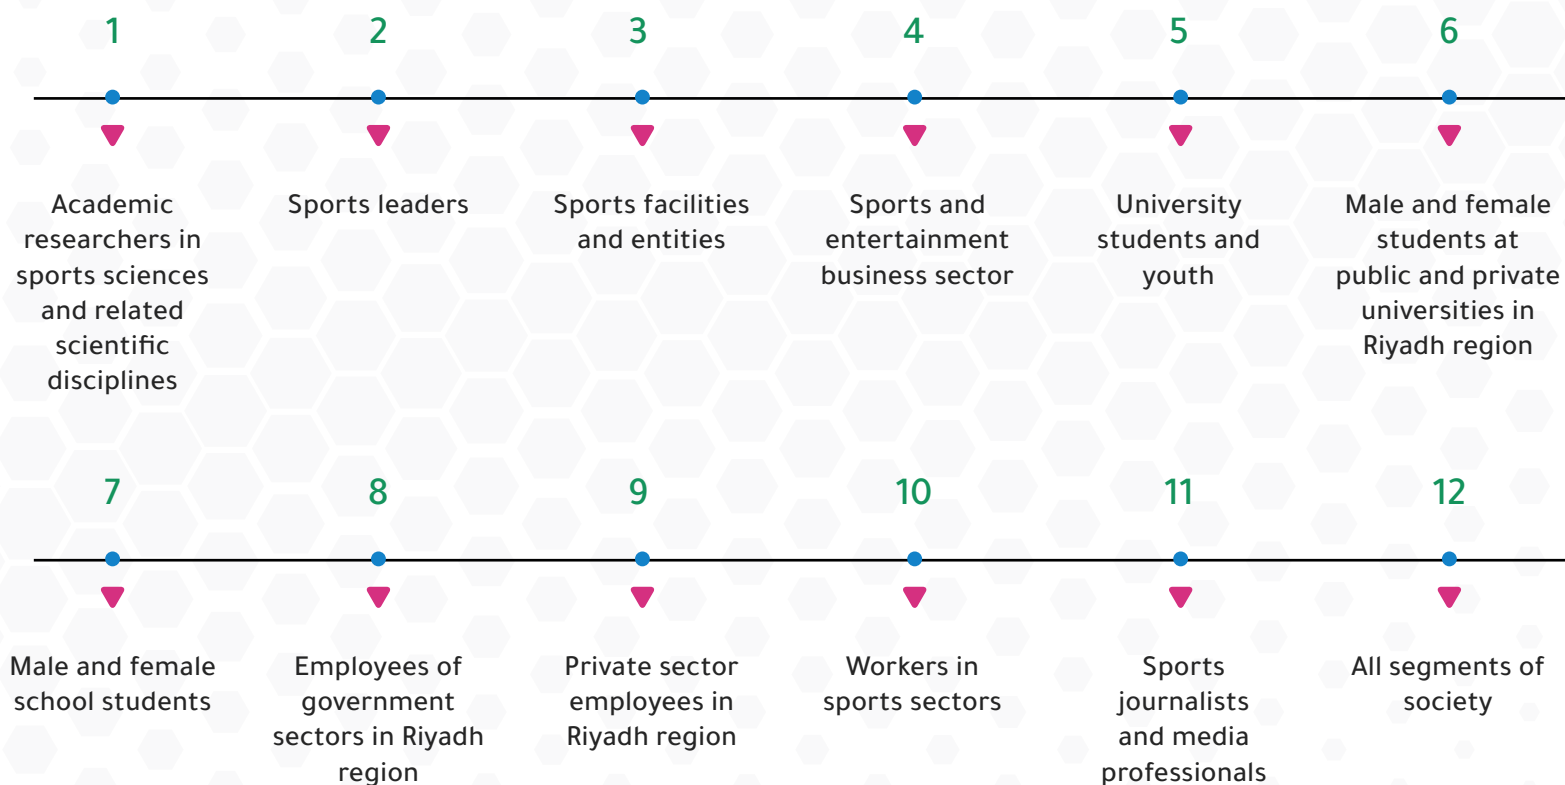 1
Academic
researchers in
sports sciences
and related
scientific
disciplines
2
Sports leaders
3
Sports facilities
and entities
4
Sports and
entertainment
business sector
5
University
students and
youth
6
Male and female
students at
public and private
universities in
Riyadh region
7
Male and female
school students
8
Employees of
government
sectors in Riyadh
region
9
Private sector
employees in
Riyadh region
10
Workers in
sports sectors
11
Sports
journalists
and media
professionals
12
All segments of
society